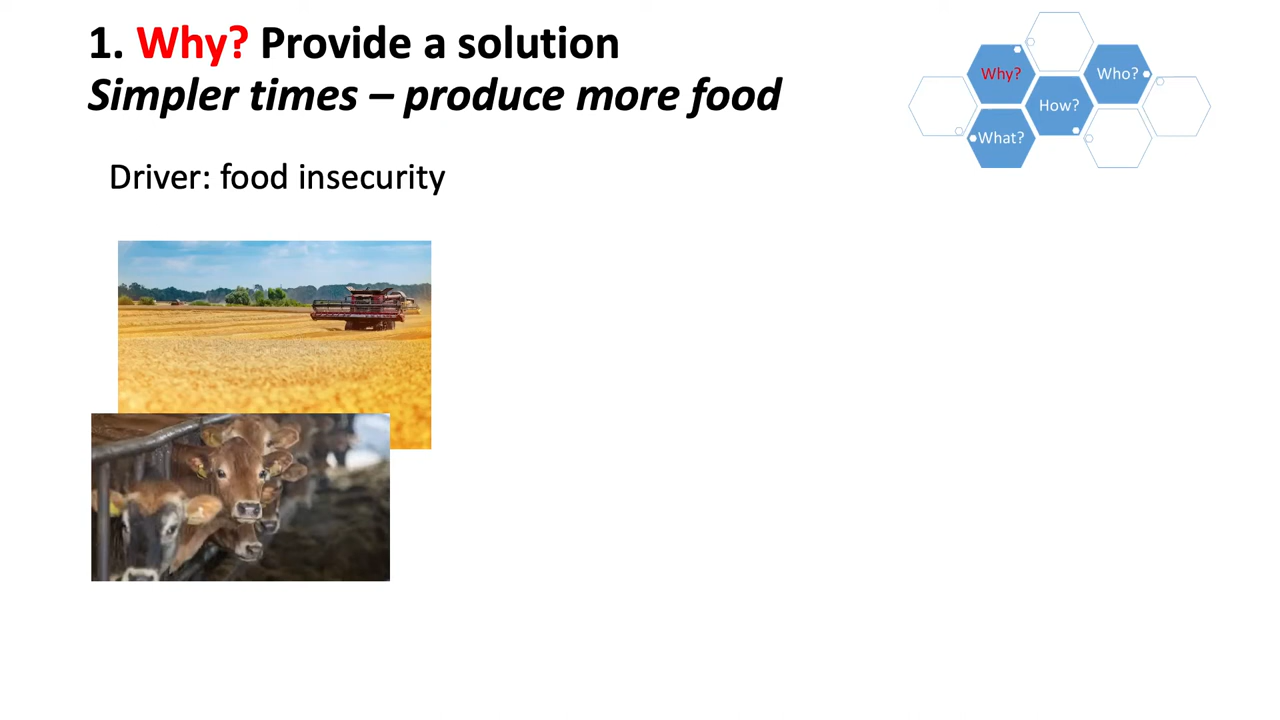 1. Why? Provide a solution
Simpler times – produce more food
Driver: food insecurity
Why?
Who?
How?
What?